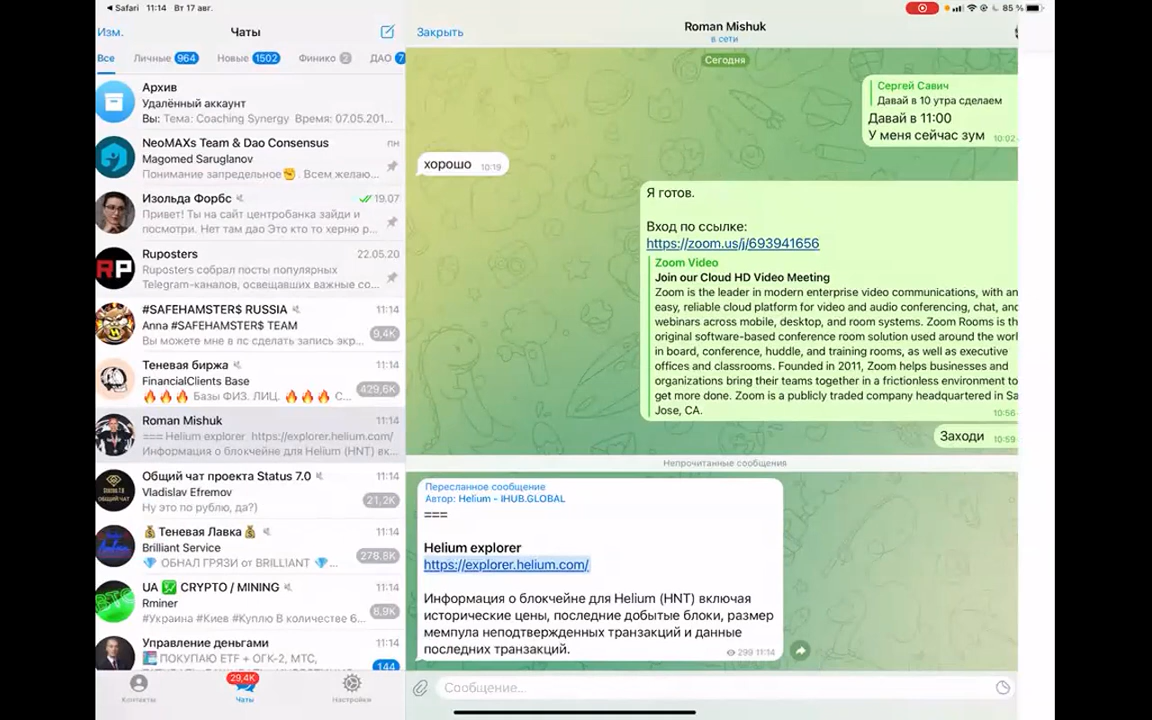 Safari 11:14 Вт 17 авг.
85 %
Изм.
Чаты
Все
Личные 964
Новые 1502
Финико 2
ДАО 7
Архив
Удалённый аккаунт
Вы: Тема: Coaching Synergy Время: 07.05.201...
NeoMAXs Team & Dao Consensus
пн
Magomed Saruglanov
Понимание запредельное✊. Всем желаю...
Изольда Форбс
19.07
Привет! Ты на сайт центробанка зайди и
посмотри. Нет там дао Это кто то херню р...
Ruposters
22.05.20
Ruposters собрал посты популярных
Telegram-каналов, освещавших важные со...
#SAFEHAMSTER$ RUSSIA
11:14
Anna #SAFEHAMSTER$ TEAM
9,4K
Вы можете мне в лс сделать запись экр...
Теневая биржа
11:14
FinancialClients Base
429,6K
🔥🔥🔥 Базы ФИЗ. ЛИЦ. 🔥🔥🔥 С...
Roman Mishuk
11:14
=== Helium explorer https://explorer.helium.com/
Информация о блокчейне для Helium (HNT) вк...
Общий чат проекта Status 7.0
11:14
Vladislav Efremov
21,2K
Ну это по рублю, да?)
💰Теневая Лавка💰
11:14
Brilliant Service
278,8K
💎 ОБНАЛ ГРЯЗИ от BRILLIANT 💎...
UA ✅ CRYPTO / MINING
11:14
Rminer
8,9K
#Украина #Киев #Куплю В количестве б...
Управление деньгами
11:14
ПОКУПАЮ ETF + ОГК-2, МТС,
144
29,4K
Контакты
Чаты
Настройки
Закрыть
Roman Mishuk
в сети
Сегодня
Сергей Савич
Давай в 10 утра сделаем
Давай в 11:00
У меня сейчас зум 10:02
хорошо 10:19
Я готов.
Вход по ссылке:
https://zoom.us/j/693941656
Zoom Video
Join our Cloud HD Video Meeting
Zoom is the leader in modern enterprise video communications, with an
easy, reliable cloud platform for video and audio conferencing, chat, and
webinars across mobile, desktop, and room systems. Zoom Rooms is th
original software-based conference room solution used around the worl
in board, conference, huddle, and training rooms, as well as executive
offices and classrooms. Founded in 2011, Zoom helps businesses and
organizations bring their teams together in a frictionless environment to
get more done. Zoom is a publicly traded company headquartered in Sa
Jose, CA.
10:56
Заходи 10:59
Непрочитанные сообщения
Пересланное сообщение
Автор: Helium - IHUB.GLOBAL
===
Helium explorer
https://explorer.helium.com/
Информация о блокчейне для Helium (HNT) включая
исторические цены, последние добытые блоки, размер
мемпула неподтвержденных транзакций и данные
последних транзакций.
299 11:14
Сообщение...